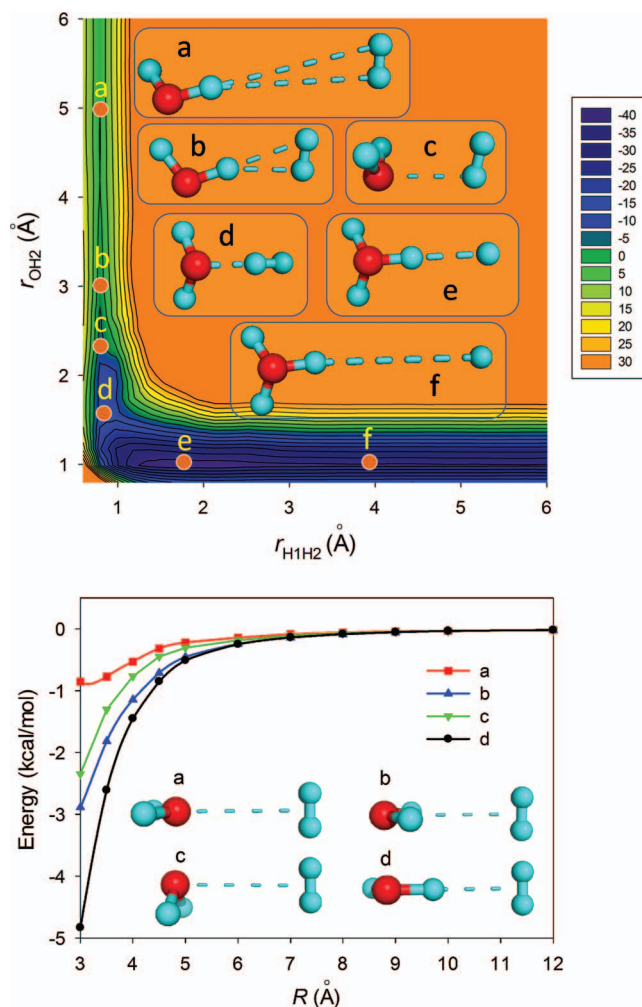 6
5
4
3
2
1
rOH2 (Å)
1 2 3 4 5 6
rH1H2 (Å)
a
b
c
d
e
f
a
b
c
d
e
f
-40
-35
-30
-25
-20
-15
-10
-5
0
5
10
15
20
25
30
0
-1
-2
-3
-4
-5
Energy (kcal/mol)
a
b
c
d
a b
c d
3 4 5 6 7 8 9 10 11 12
R (Å)